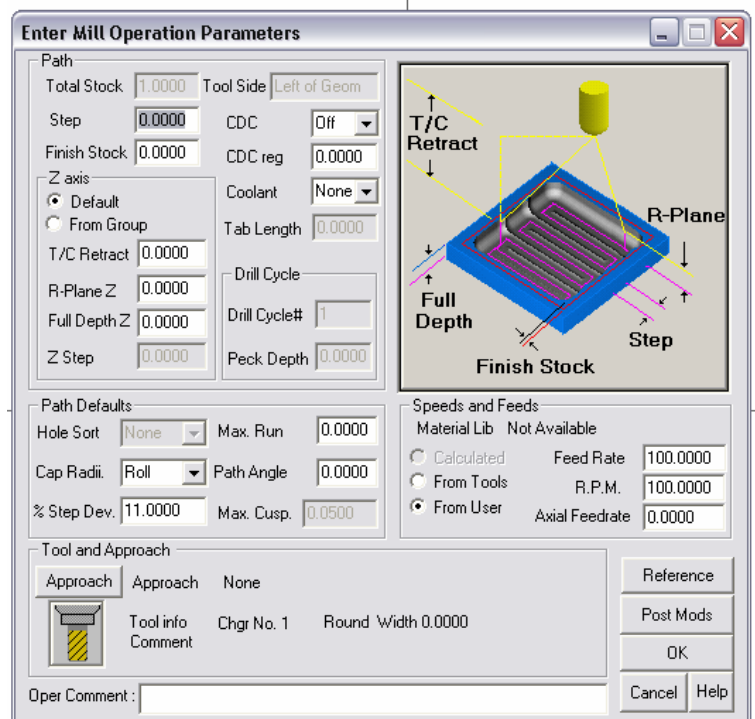 Enter Mill Operation Parameters
Path
Total Stock 1.0000 Tool Side Left of Geom
Step 0.0000 CDC Off
Finish Stock 0.0000 CDC reg 0.0000
Z axis
Default
From Group
Coolant None
Tab Length 0.0000
T/C Retract 0.0000
R-Plane Z 0.0000
Full Depth Z 0.0000
Z Step 0.0000
Drill Cycle
Drill Cycle# 1
Peck Depth 0.0000
T/C
Retract
R-Plane
Full
Depth
Step
Finish Stock
Path Defaults
Hole Sort None Max. Run 0.0000
Cap Radii. Roll Path Angle 0.0000
% Step Dev. 11.0000 Max. Cusp. 0.0500
Speeds and Feeds
Material Lib Not Available
Calculated Feed Rate 100.0000
From Tools R.P.M. 100.0000
From User Axial Feedrate 0.0000
Tool and Approach
Approach Approach None
Tool info Chgr No. 1 Round Width 0.0000
Comment
Reference
Post Mods
OK
Cancel Help
Oper Comment :